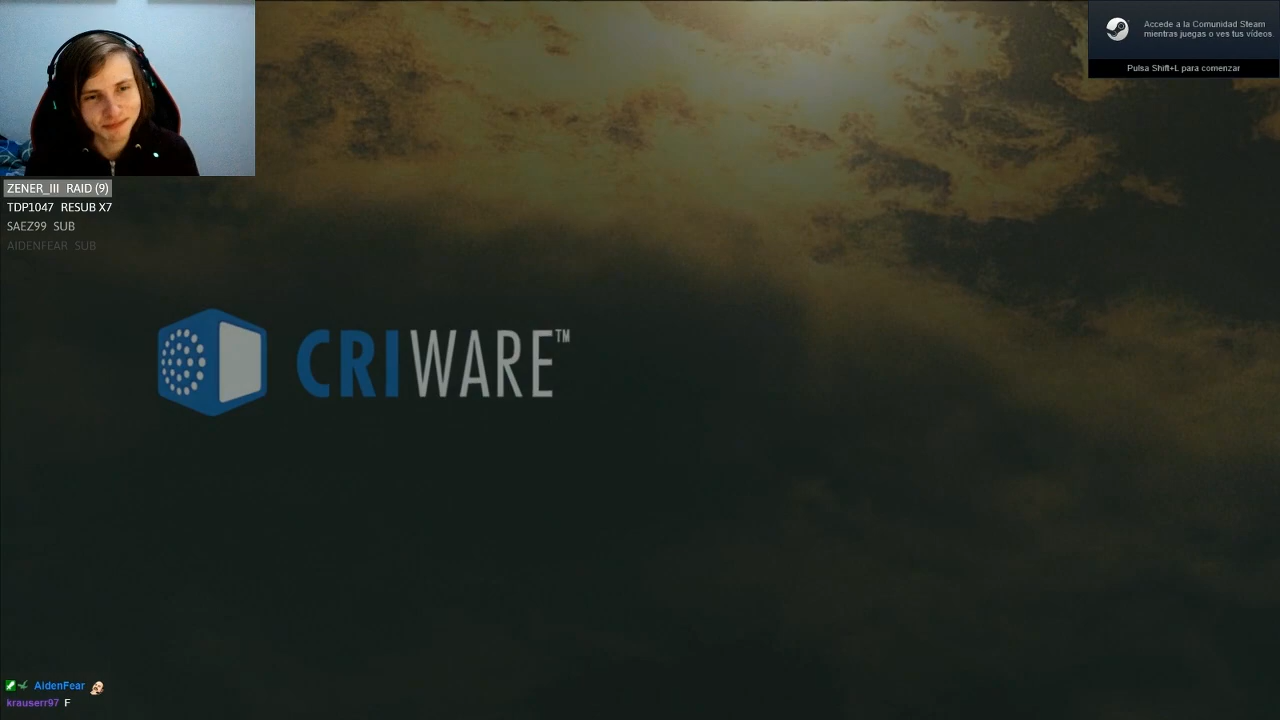 Accede a la Comunidad Steam
mientras juegas o ves tus vídeos
Pulsa Shift+L para comenzar
ZENER_III RAID (9)
TDP1047 RESUB X7
SAEZ99 SUB
AIDENFEAR SUB
CRIWARE™
AidenFear
krauserr97 F